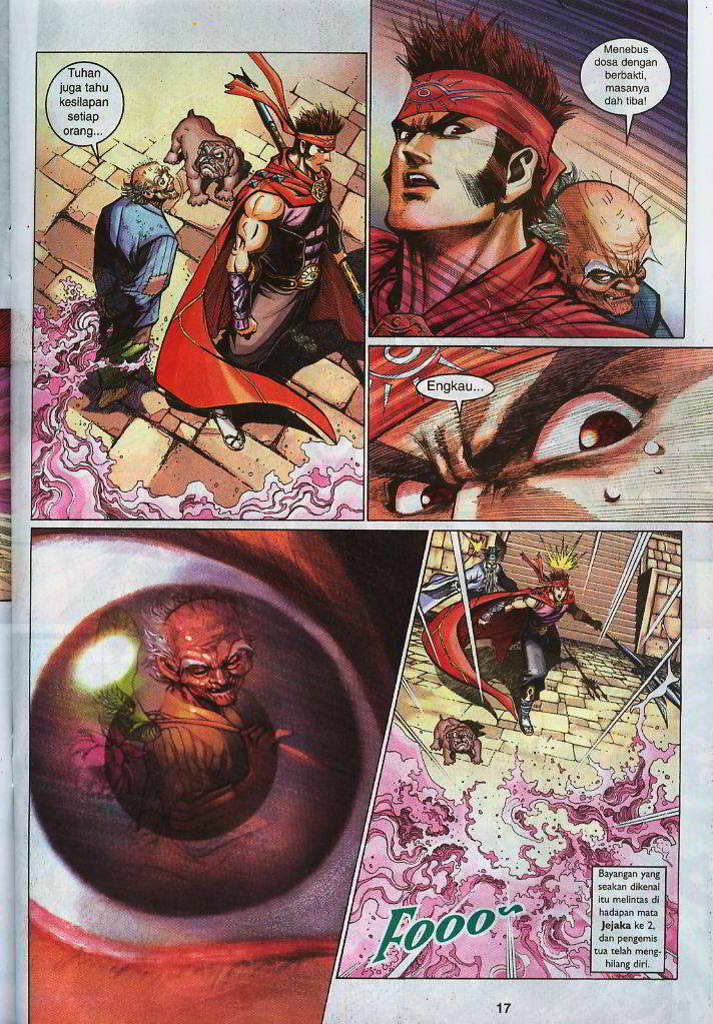 Tuhan
juga tahu
kesilapan
setiap
orang...
Menebus
dosa dengan
berbakti,
masanya
dah tiba!
Engkau...
Bayangan yang
seakan dikenal
itu melintas di
hadapan mata
Jejaka ke 2,
dan pengemis
tua telah meng-
hilang diri.
Fooo~
17